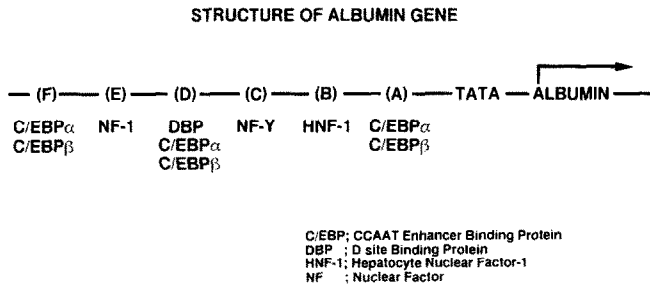 STRUCTURE OF ALBUMIN GENE
(F) (E) (D) (C) (B) (A) TATA ALBUMIN
C/EBPα NF-1 DBP NF-Y HNF-1 C/EBPα
C/EBPβ C/EBPα C/EBPβ
C/EBPβ
C/EBP; CCAAT Enhancer Binding Protein
DBP ; D site Binding Protein
HNF-1; Hepatocyte Nuclear Factor-1
NF ; Nuclear Factor